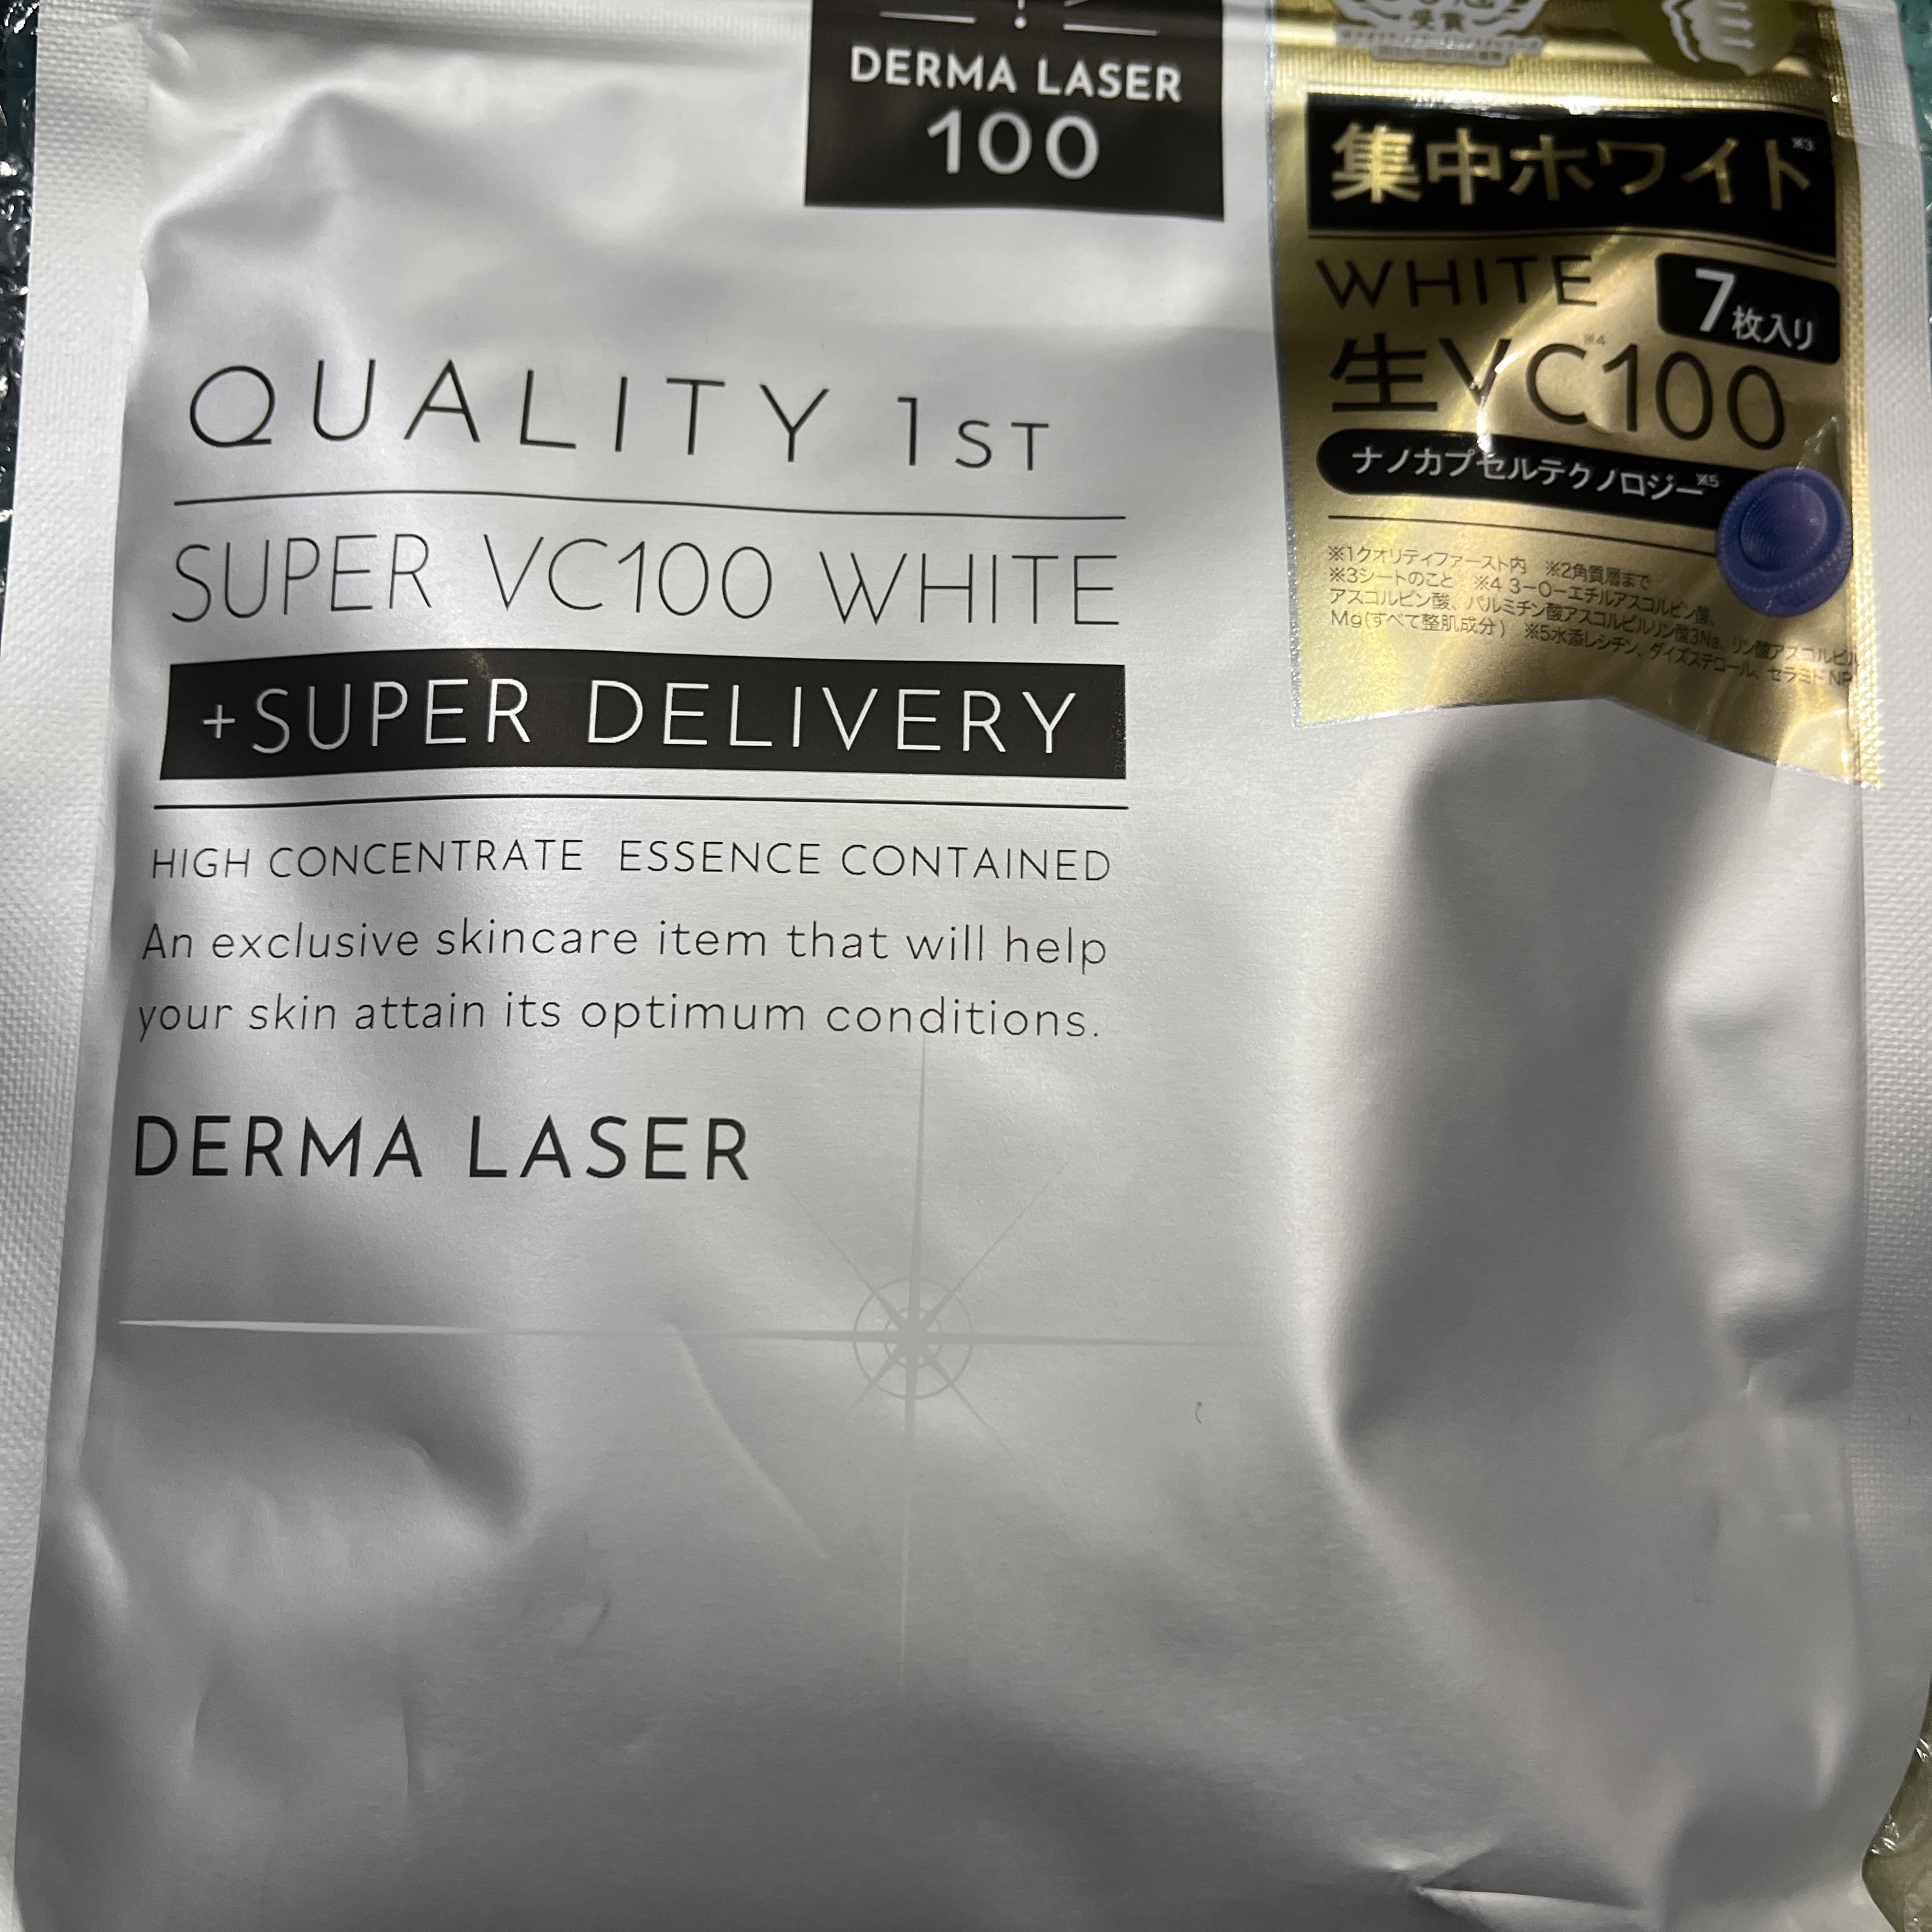 DERMA LASER
100
QUALITY 1ST
SUPER VC100 WHITE
+SUPER DELIVERY
HIGH CONCENTRATE ESSENCE CONTAINED
An exclusive skincare item that will help
your skin attain its optimum conditions.
DERMA LASER
受賞
集中ホワイト※3
WHITE
7枚入り
生VC100※4
ナノカプセルテクノロジー※5
※1クオリティファースト内 ※2角質層まで
※3シートのこと ※4 3-O-エチルアスコルビン酸、
アスコルビン酸、パルミチン酸アスコルビルリン酸3Na、リン酸アスコルビル
Mg(すべて整肌成分) ※5水添レシチン、ダイズステロール、セラミドNP